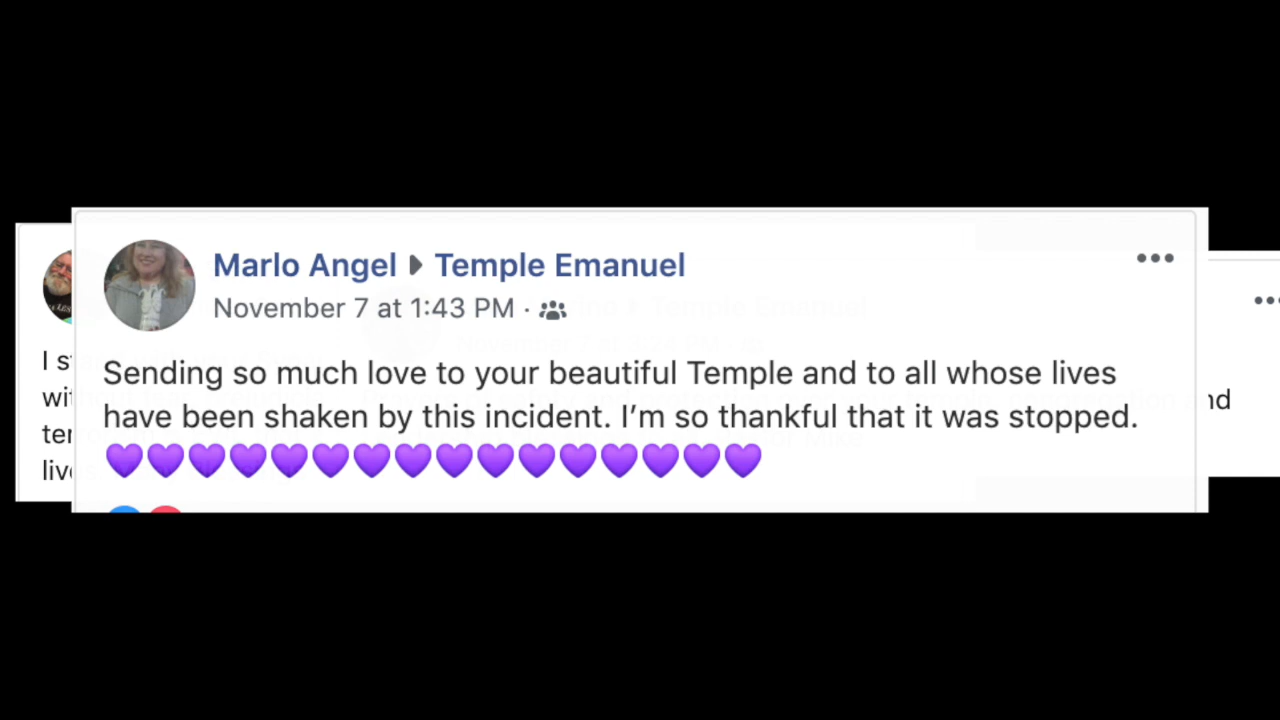 Marlo Angel ▸ Temple Emanuel
November 7 at 1:43 PM ·
Sending so much love to your beautiful Temple and to all whose lives
have been shaken by this incident. I’m so thankful that it was stopped.
💜💜💜💜💜💜💜💜💜💜💜💜💜💜💜💜